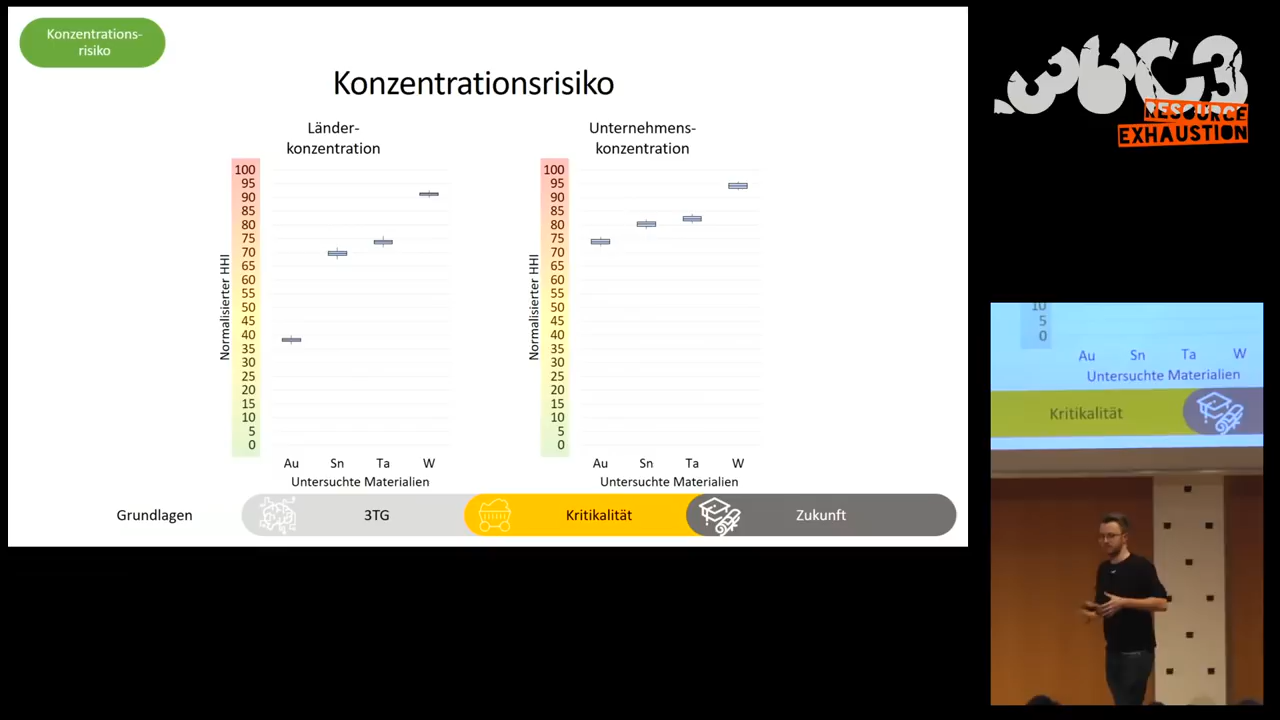 Konzentrations-
risiko
Konzentrationsrisiko
Länder-
konzentration
Normalisierter HHI
100
95
90
85
80
75
70
65
60
55
50
45
40
35
30
25
20
15
10
5
0
Au Sn Ta W
Untersuchte Materialien
Unternehmens-
konzentration
Normalisierter HHI
100
95
90
85
80
75
70
65
60
55
50
45
40
35
30
25
20
15
10
5
0
Au Sn Ta W
Untersuchte Materialien
Grundlagen 3TG Kritikalität Zukunft
36C3
RESOURCE
EXHAUSTION
10
5
0
Au Sn Ta W
Untersuchte Materialien
Kritikalität